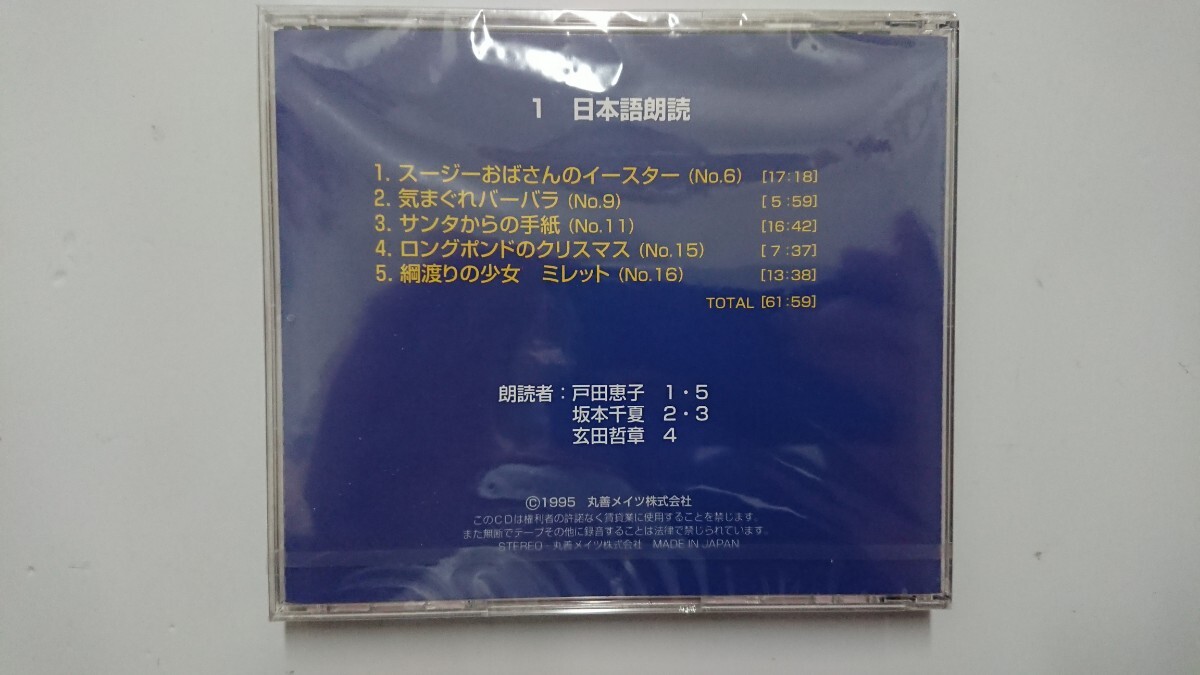 1 日本語朗読
1. スージーおばさんのイースター (No.6) [17:18]
2. 気まぐれバーバラ (No.9) [5:59]
3. サンタからの手紙 (No.11) [16:42]
4. ロングポンドのクリスマス (No.15) [7:37]
5. 綱渡りの少女 ミレット (No.16) [13:38]
TOTAL [61:59]
朗読者：戸田恵子 1・5
坂本千夏 2・3
玄田哲章 4
©1995 丸善メイツ株式会社
このCDは権利者の許諾なく賃貸業に使用することを禁じます。
また無断でテープその他に録音することは法律で禁じられています。
STEREO 丸善メイツ株式会社 MADE IN JAPAN